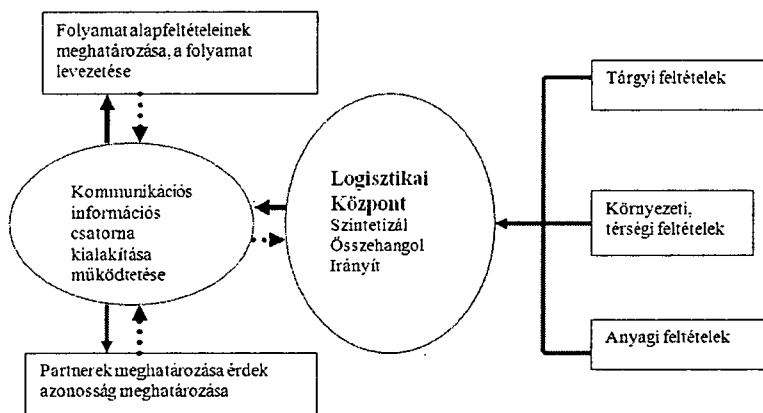 Folyamat alapfeltételeinek
meghatározása, a folyamat
levezetése
Kommunikációs
információs
csatorna
kialakítása
működtetése
Partnerek meghatározása érdek
azonosság meghatározása
Logisztikai
Központ
Szintetizál
Összehangol
Irányít
Tárgyi feltételek
Környezeti,
térségi feltételek
Anyagi feltételek